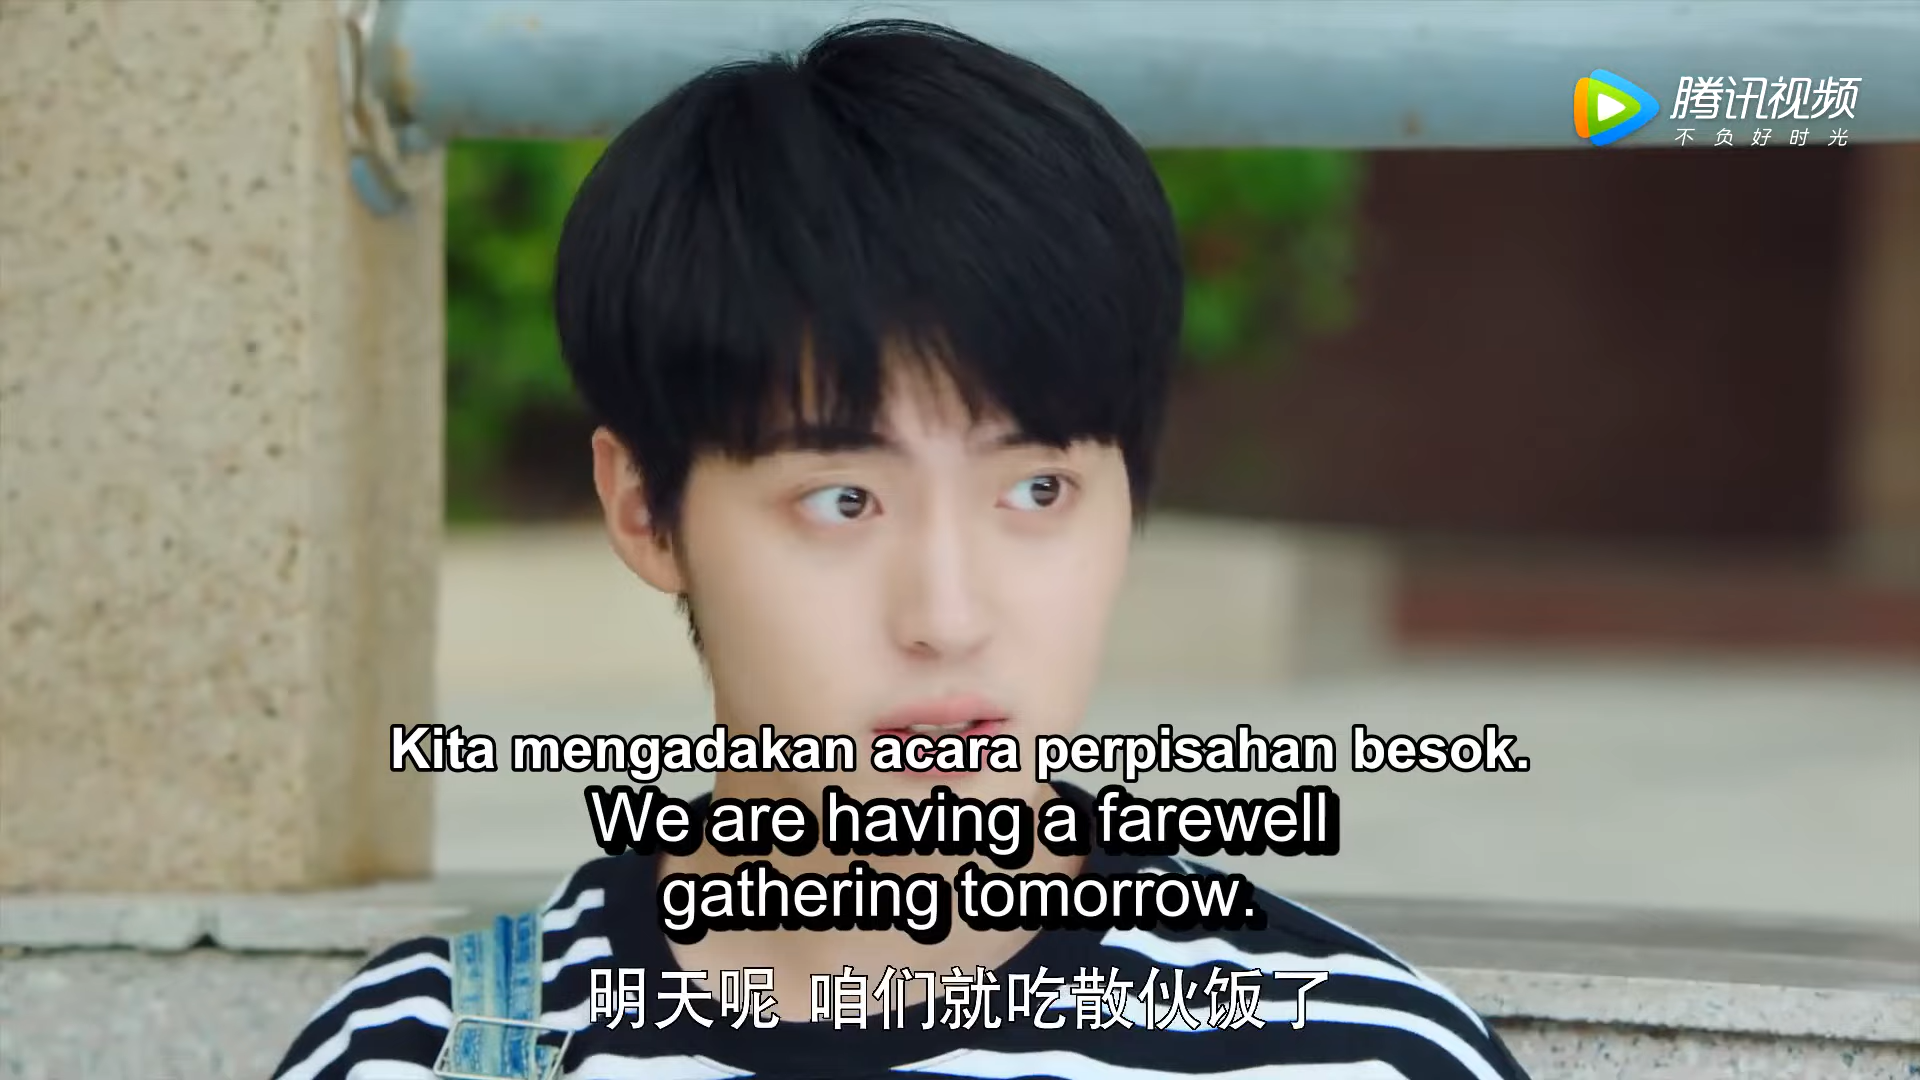 腾讯视频
不负好时光
Kita mengadakan acara perpisahan besok.
We are having a farewell
gathering tomorrow.
明天呢 咱们就吃散伙饭了